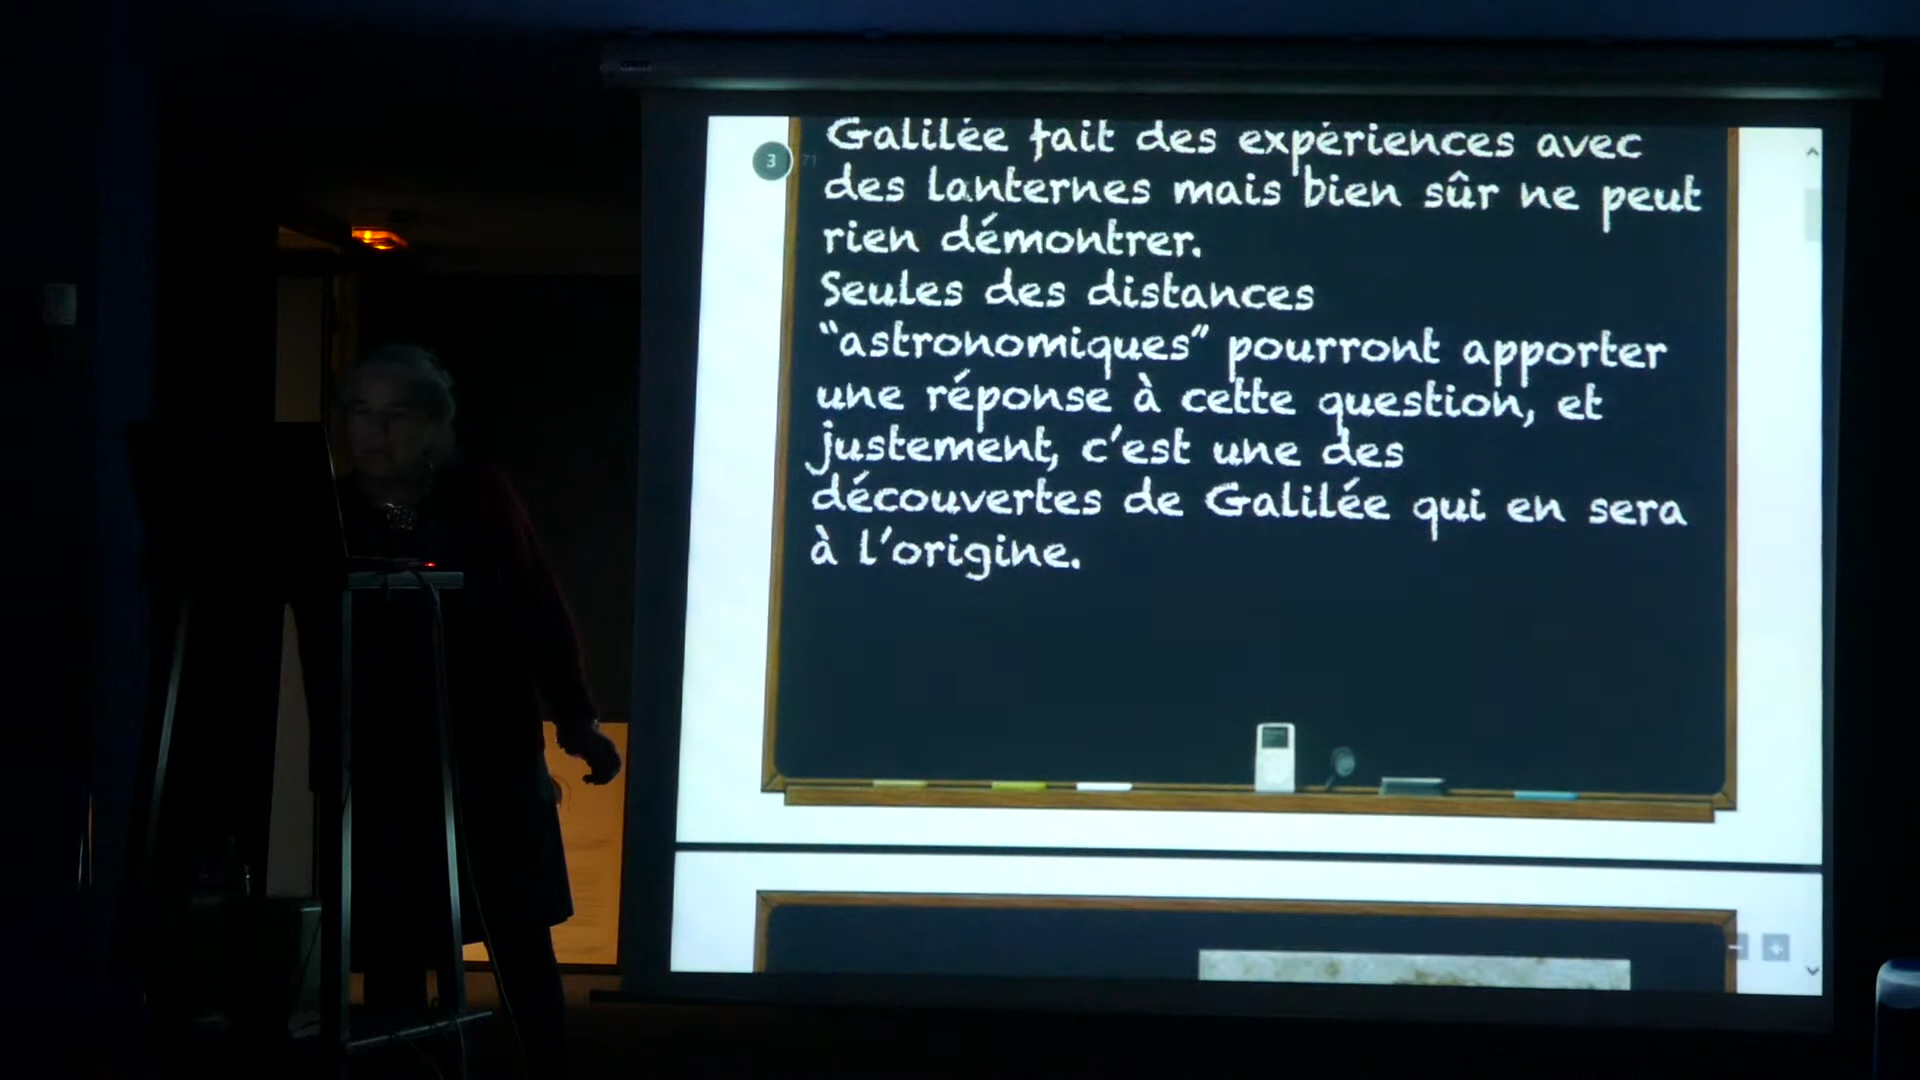 Galilée fait des expériences avec
des lanternes mais bien sûr ne peut
rien démontrer.
Seules des distances
“astronomiques” pourront apporter
une réponse à cette question, et
justement, c’est une des
découvertes de Galilée qui en sera
à l’origine.
3
71